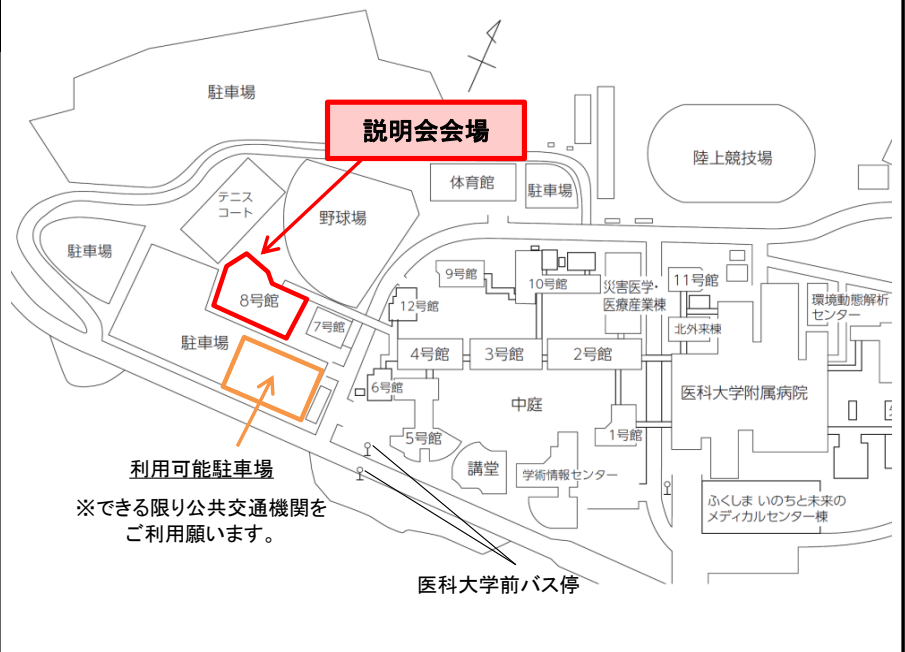 駐車場
説明会会場
陸上競技場
体育館
駐車場
テニス
コート
野球場
駐車場
9号館
10号館
災害医学・
医療産業棟
11号館
8号館
12号館
7号館
環境動態解析
センター
北外来棟
駐車場
4号館
3号館
2号館
6号館
医科大学附属病院
中庭
5号館
1号館
講堂
学術情報センター
利用可能駐車場
※できる限り公共交通機関を
ご利用願います。
ふくしま いのちと未来の
メディカルセンター棟
医科大学前バス停